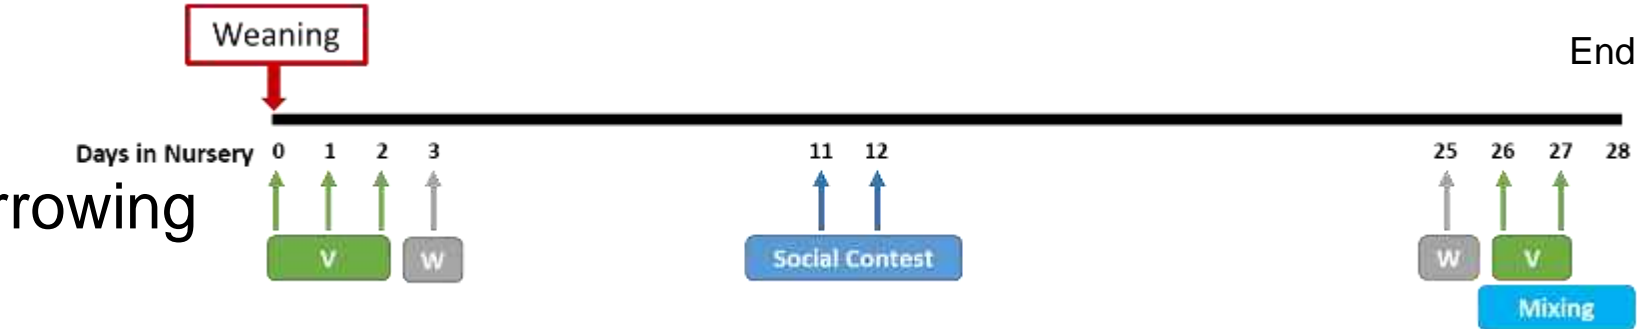 Weaning
End
Days in Nursery 0 1 2 3 11 12 25 26 27 28
rrowing
V W Social Contest W V
Mixing